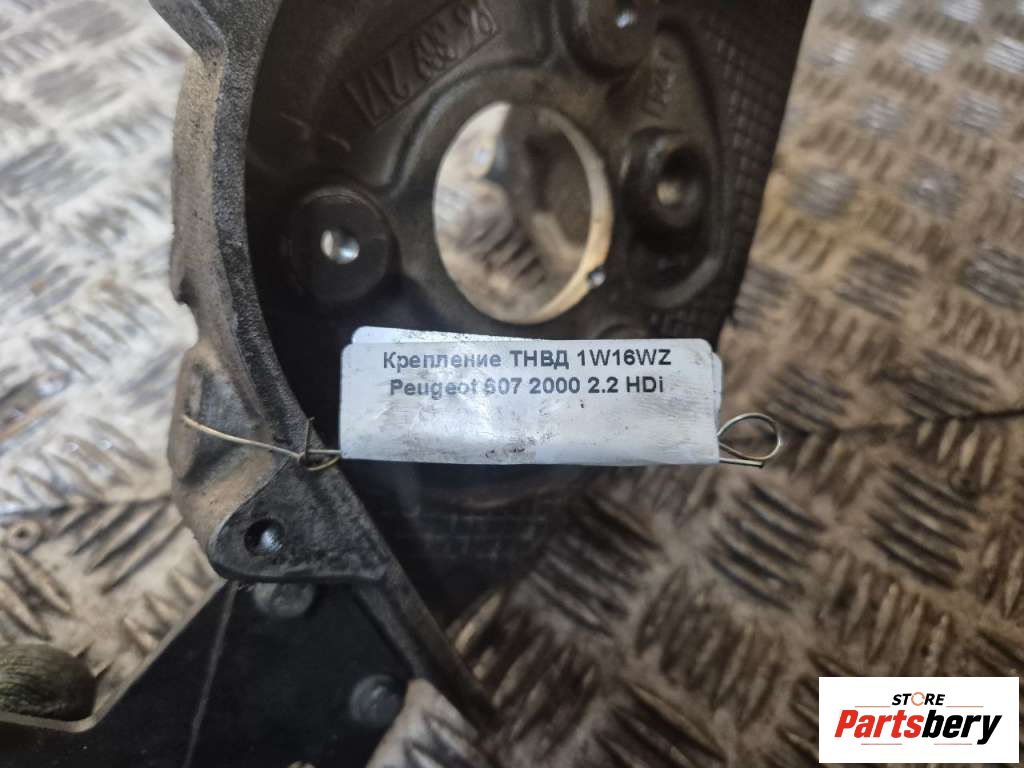 Крепление ТНВД 1W16WZ
Peugeot 607 2000 2.2 HDi
STORE
Partsbery